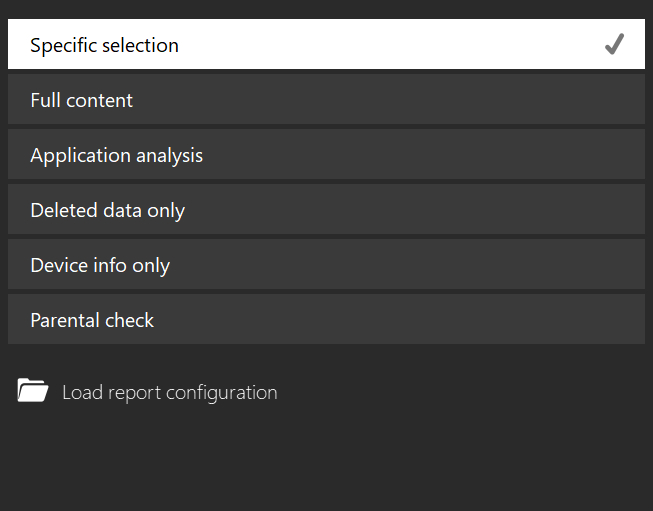 Specific selection
Full content
Application analysis
Deleted data only
Device info only
Parental check
Load report configuration